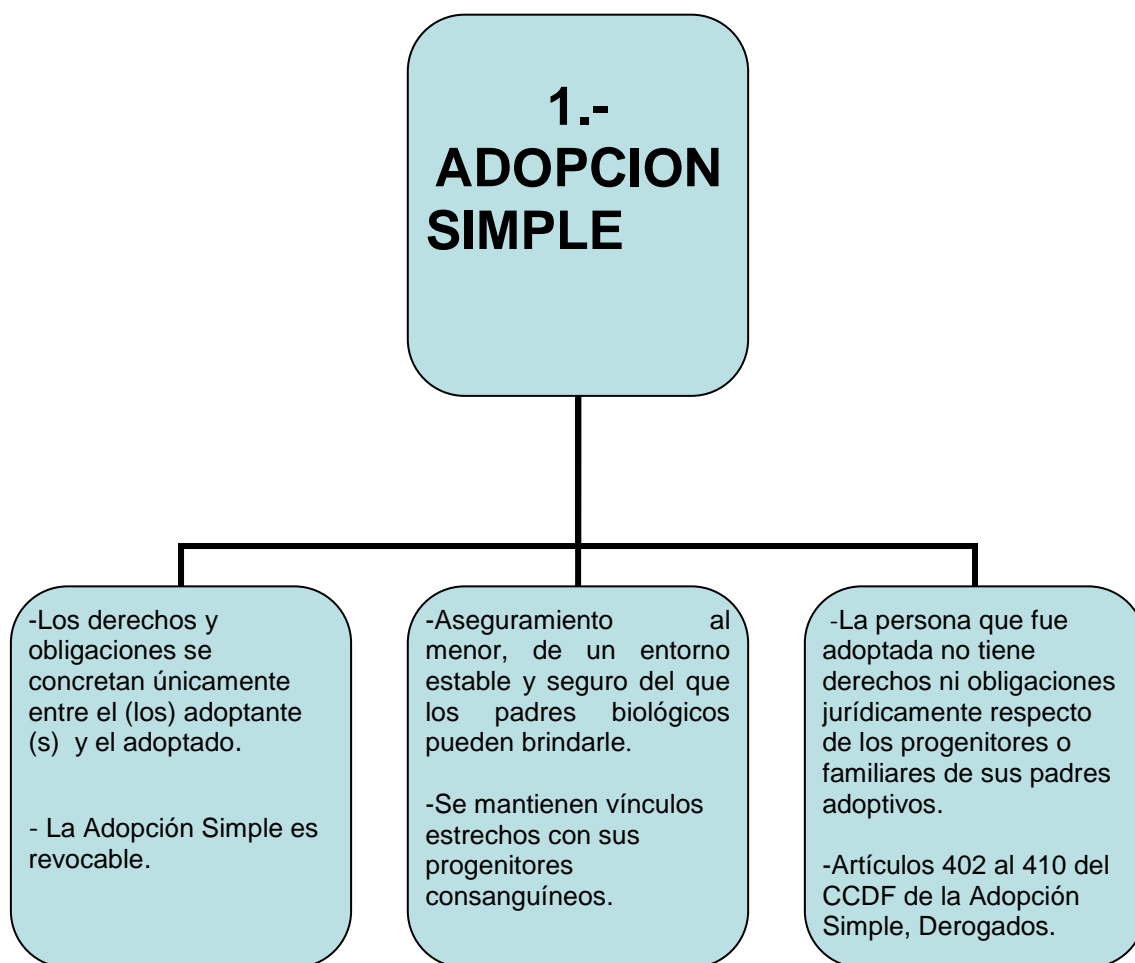 1.-
ADOPCION
SIMPLE
-Los derechos y
obligaciones se
concretan únicamente
entre el (los) adoptante
(s) y el adoptado.
- La Adopción Simple es
revocable.
-Aseguramiento al
menor, de un entorno
estable y seguro del que
los padres biológicos
pueden brindarle.
-Se mantienen vínculos
estrechos con sus
progenitores
consanguíneos.
-La persona que fue
adoptada no tiene
derechos ni obligaciones
jurídicamente respecto
de los progenitores o
familiares de sus padres
adoptivos.
-Artículos 402 al 410 del
CCDF de la Adopción
Simple, Derogados.